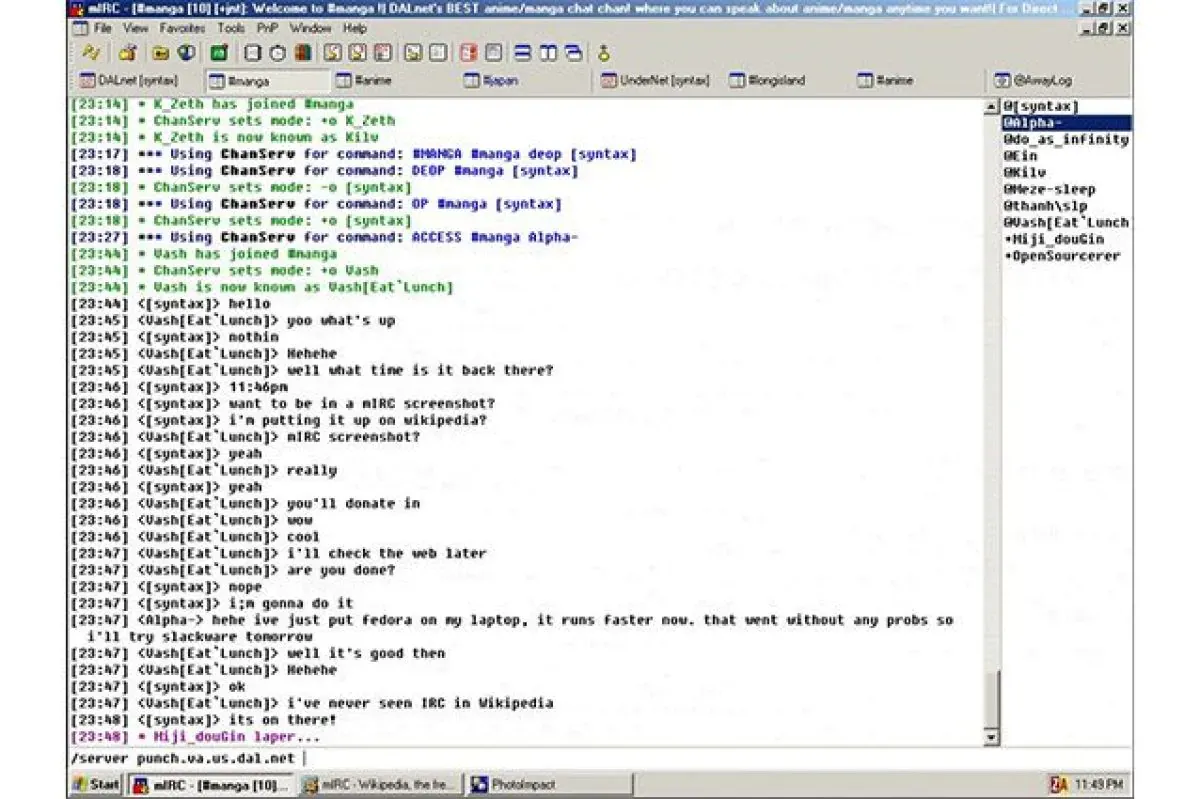 mIRC - [#manga [10] [+jnt]: Welcome to #manga !! DALnet's BEST anime/manga chat chan! where you can speak about anime/manga anytime you want!( For Direct ...
File View Favorites Tools PnP Window Help
DALnet [syntax] #manga #anime #japan UnderNet [syntax] #longisland #anime @AwayLog
[23:14] * K_Zeth has joined #manga
[23:14] * ChanServ sets mode: +o K_Zeth
[23:14] * K_Zeth is now known as Kilv
[23:17] *** Using ChanServ for command: #MANGA #manga deop [syntax]
[23:18] *** Using ChanServ for command: DEOP #manga [syntax]
[23:18] * ChanServ sets mode: -o [syntax]
[23:18] *** Using ChanServ for command: OP #manga [syntax]
[23:18] * ChanServ sets mode: +o [syntax]
[23:27] *** Using ChanServ for command: ACCESS #manga Alpha-
[23:44] * Vash has joined #manga
[23:44] * ChanServ sets mode: +o Vash
[23:44] * Vash is now known as Vash[Eat`Lunch]
[23:44] <[syntax]> hello
[23:45] <Vash[Eat`Lunch]> yoo what's up
[23:45] <[syntax]> nothin
[23:45] <Vash[Eat`Lunch]> Hehehe
[23:45] <Vash[Eat`Lunch]> well what time is it back there?
[23:46] <[syntax]> 11:46pm
[23:46] <[syntax]> want to be in a mIRC screenshot?
[23:46] <[syntax]> i'm putting it up on wikipedia?
[23:46] <Vash[Eat`Lunch]> mIRC screenshot?
[23:46] <[syntax]> yeah
[23:46] <Vash[Eat`Lunch]> really
[23:46] <[syntax]> yeah
[23:46] <Vash[Eat`Lunch]> you'll donate in
[23:46] <Vash[Eat`Lunch]> wow
[23:46] <Vash[Eat`Lunch]> cool
[23:47] <Vash[Eat`Lunch]> i'll check the web later
[23:47] <Vash[Eat`Lunch]> are you done?
[23:47] <[syntax]> nope
[23:47] <[syntax]> i;m gonna do it
[23:47] <Alpha-> hehe ive just put fedora on my laptop, it runs faster now. that went without any probs so
i'll try slackware tomorrow
[23:47] <Vash[Eat`Lunch]> well it's good then
[23:47] <Vash[Eat`Lunch]> Hehehe
[23:47] <[syntax]> ok
[23:47] <Vash[Eat`Lunch]> i've never seen IRC in Wikipedia
[23:48] <[syntax]> its on there!
[23:48] * Miji_douGin laper...
@[syntax]
@Alpha-
@do_as_infinity
@Ein
@Kilv
@Meze-sleep
@thanh\slp
@Vash[Eat`Lunch
+Miji_douGin
+OpenSourcerer
/server punch.va.us.dal.net
Start mIRC - [#manga [10]... mIRC - Wikipedia, the fre... PhotoImpact 11:49 PM